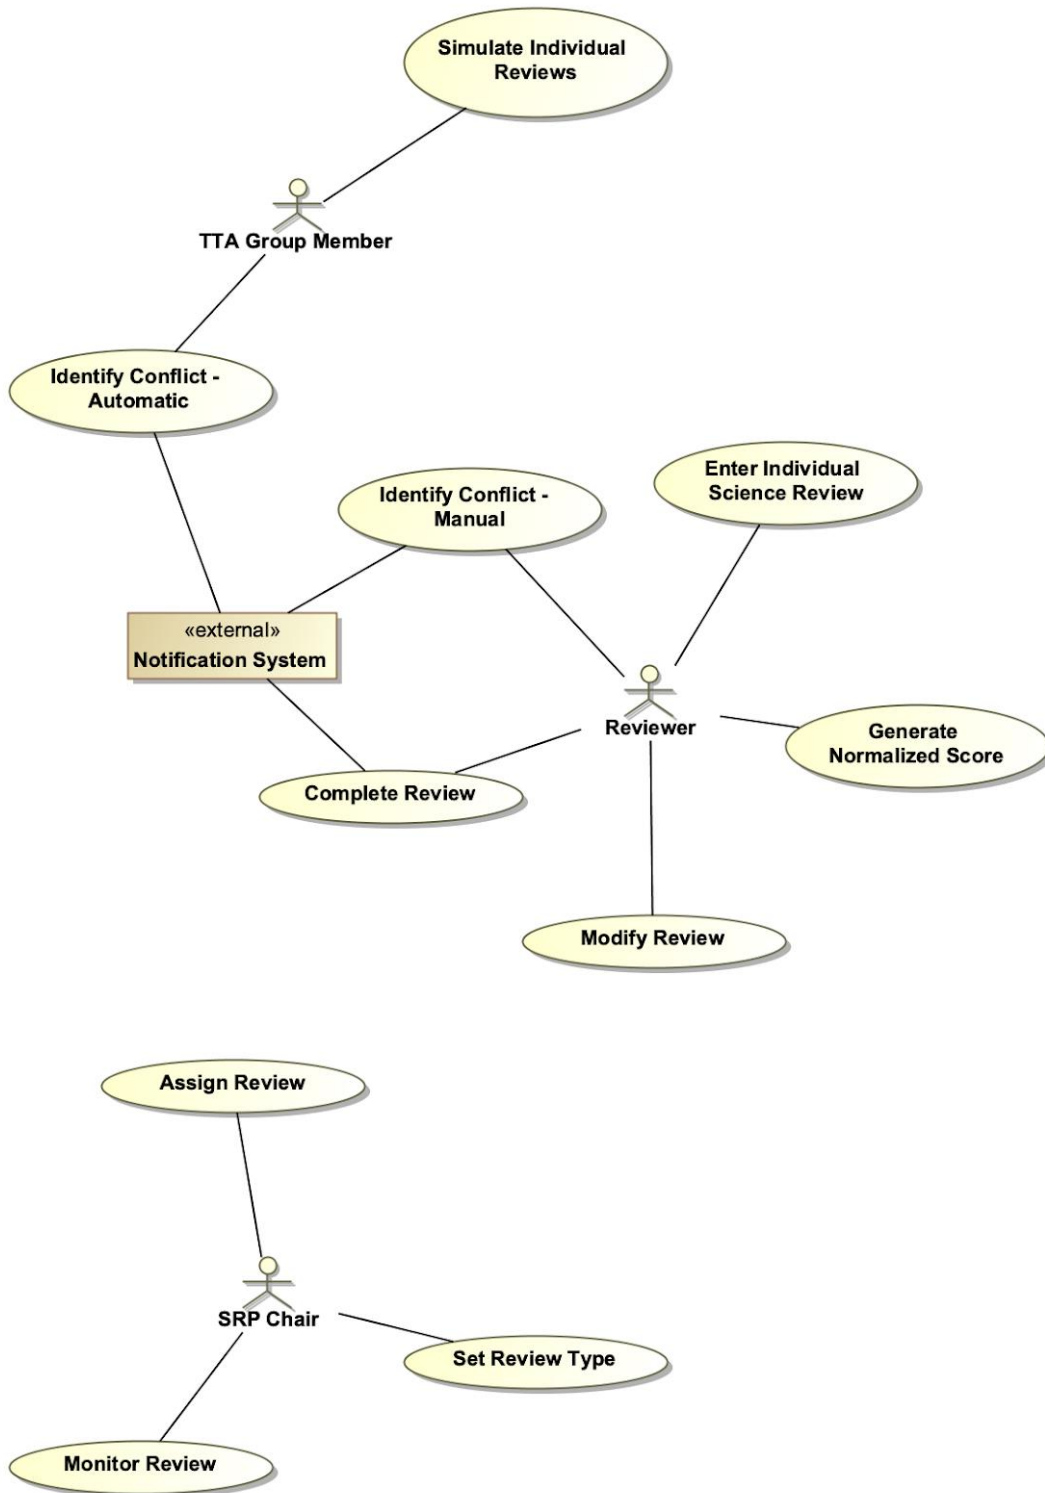 Simulate Individual
Reviews
TTA Group Member
Identify Conflict -
Automatic
Identify Conflict -
Manual
Enter Individual
Science Review
«external»
Notification System
Reviewer
Generate
Normalized Score
Complete Review
Modify Review
Assign Review
SRP Chair
Set Review Type
Monitor Review